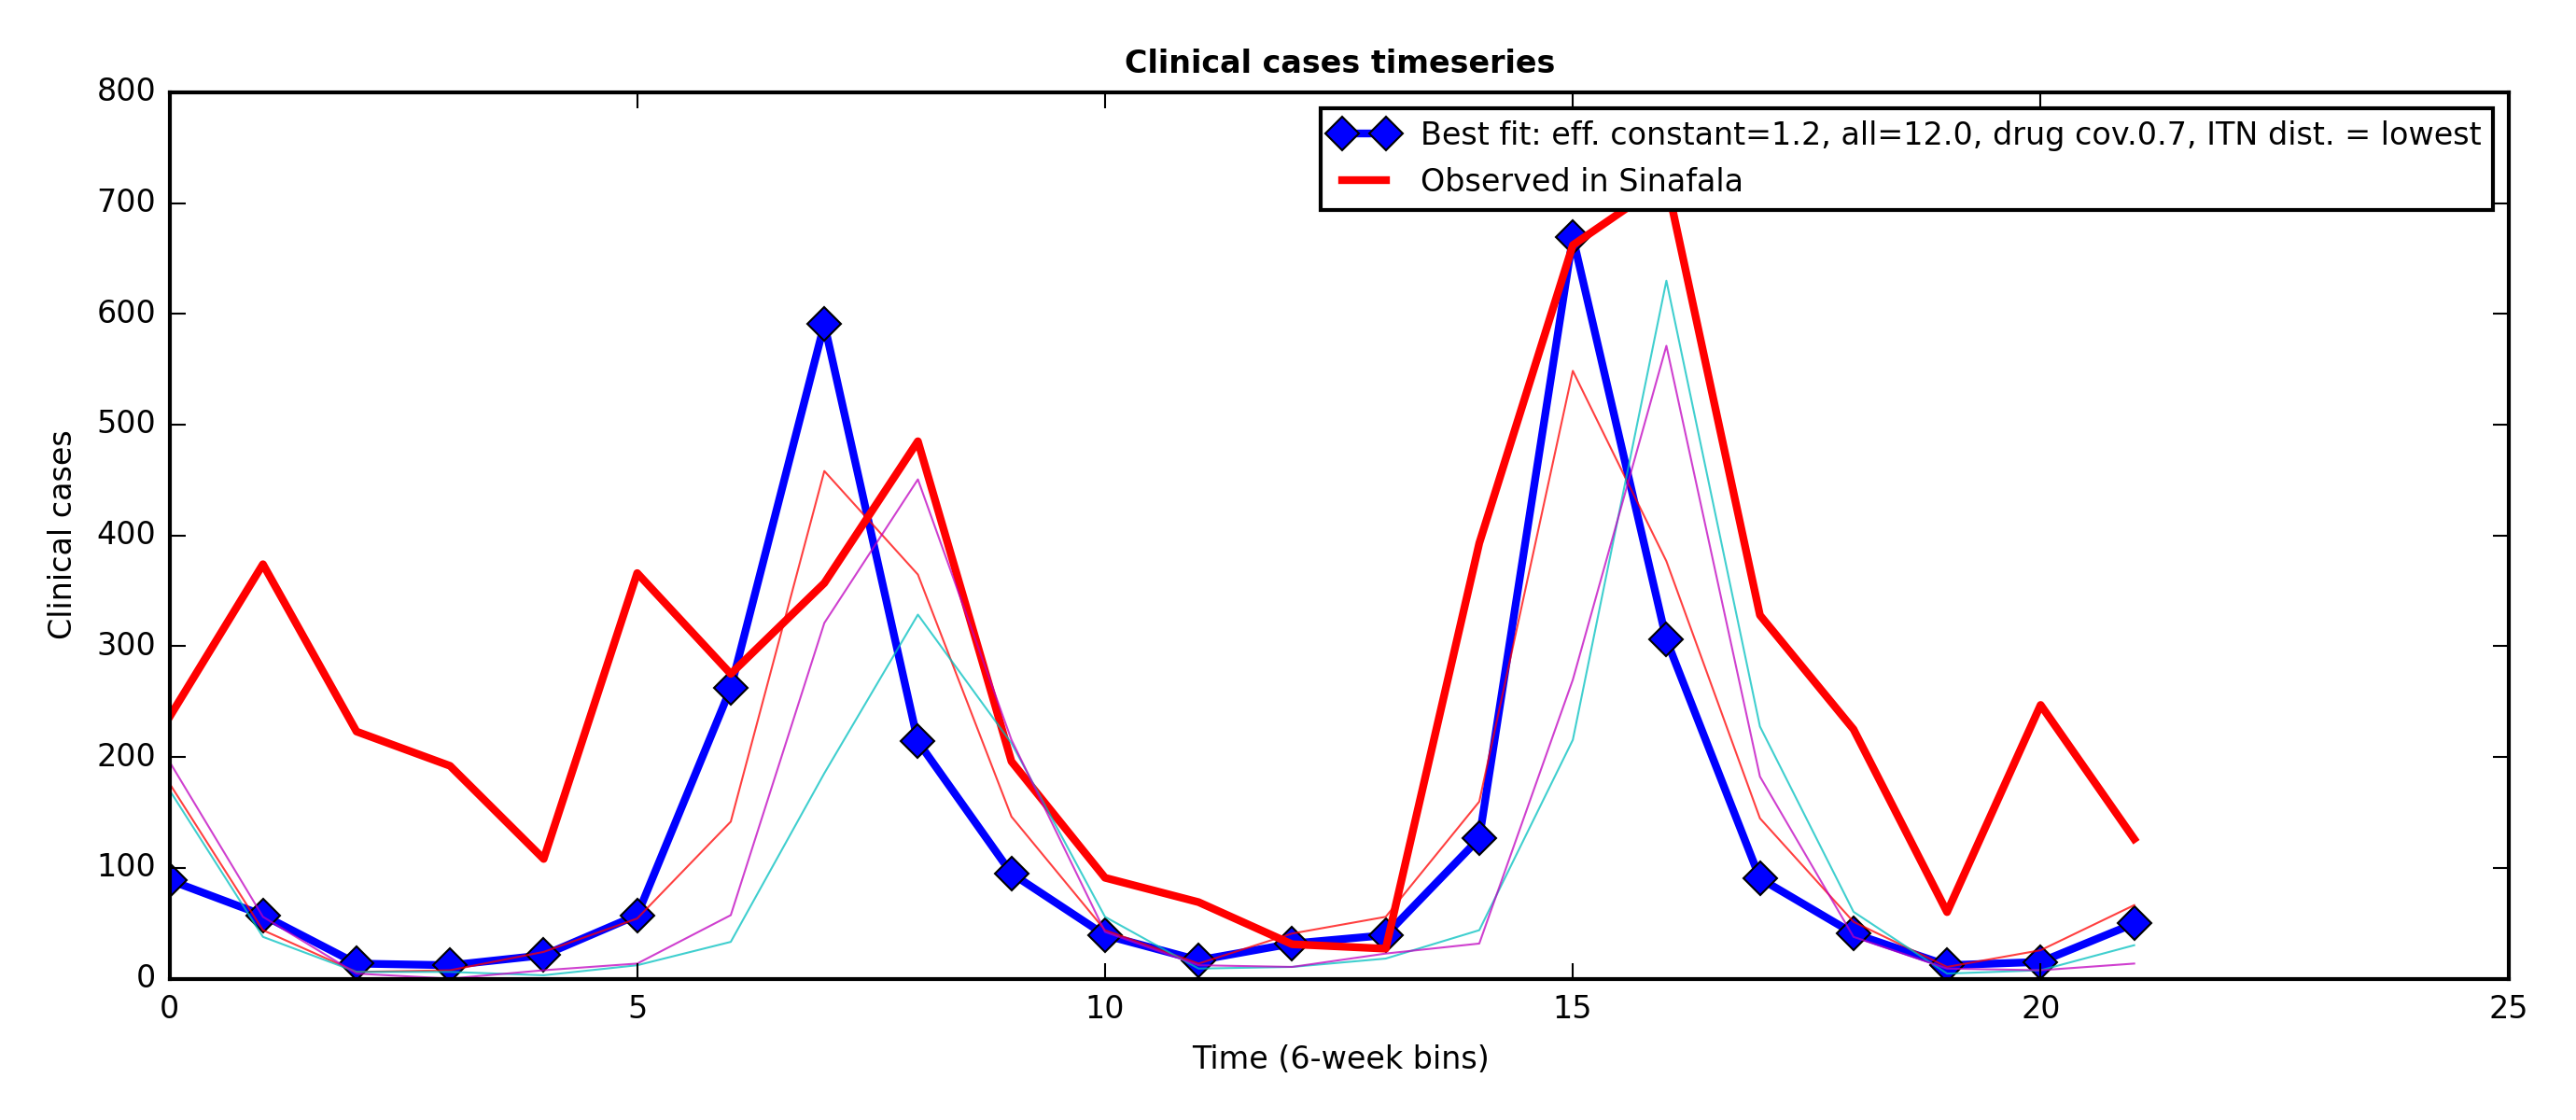 Clinical cases timeseries
800
700
600
500
400
300
200
100
0
Clinical cases
Best fit: eff. constant=1.2, all=12.0, drug cov.0.7, ITN dist. = lowest
Observed in Sinafala
0 5 10 15 20 25
Time (6-week bins)